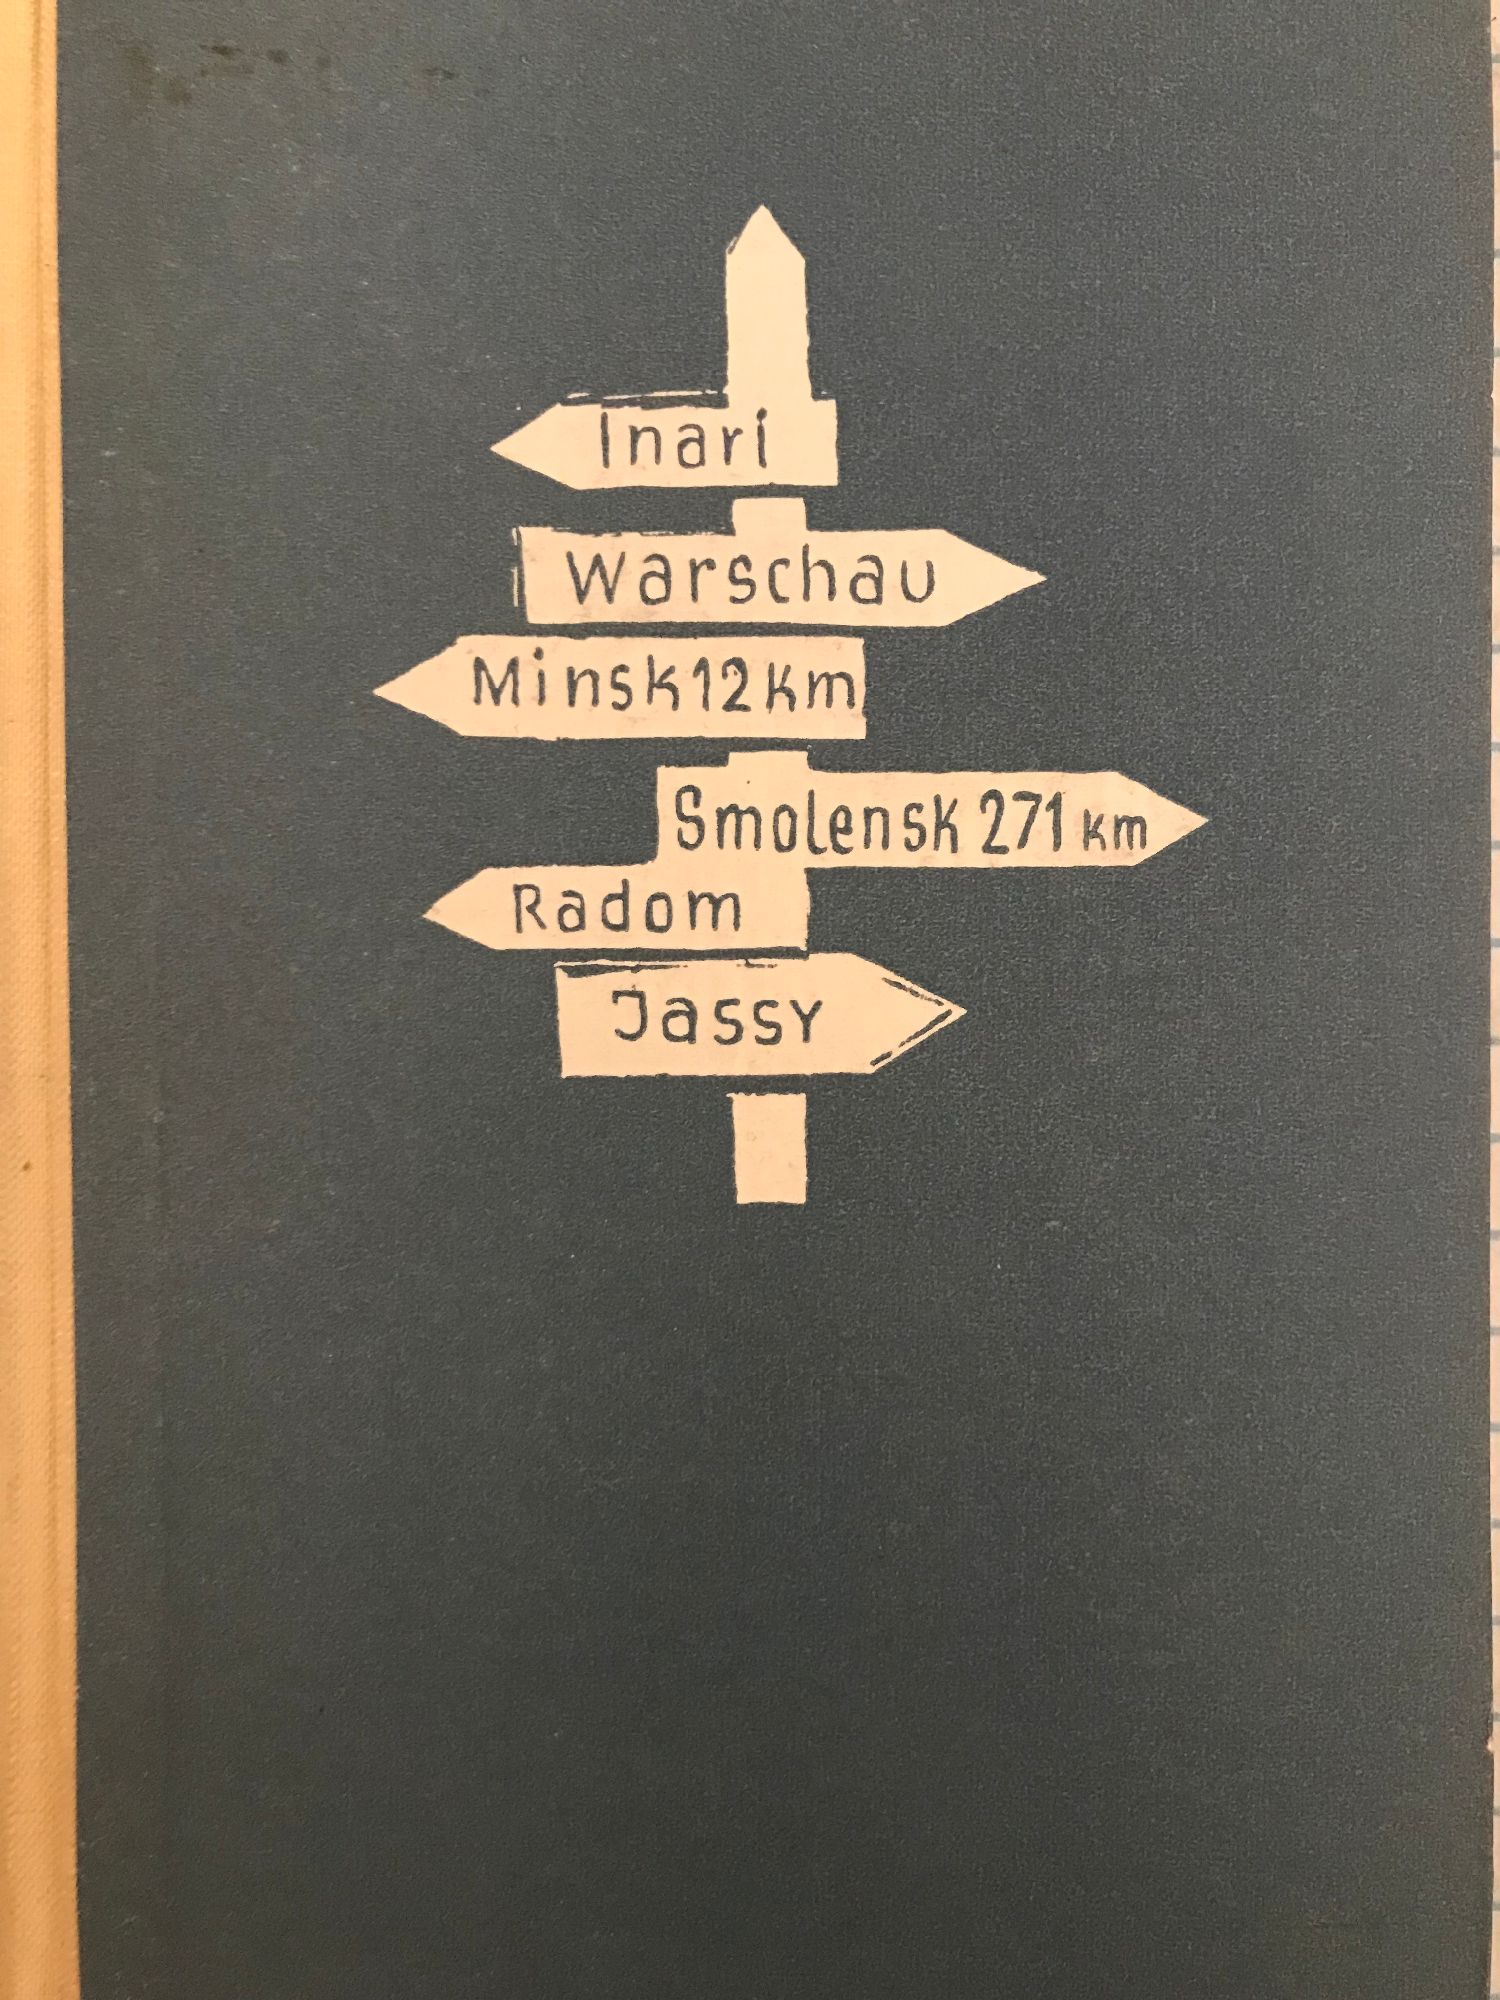 Inari
Warschau
Minsk 12 km
Smolensk 271 km
Radom
Jassy